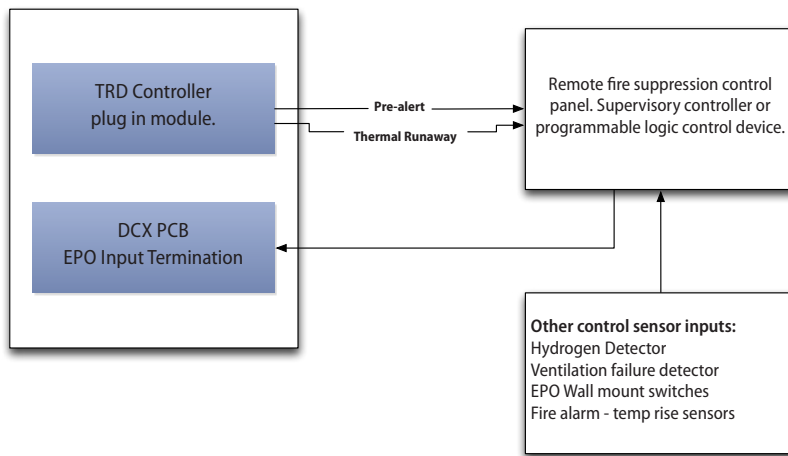 TRD Controller
plug in module.
Pre-alert
Thermal Runaway
Remote fire suppression control
panel. Supervisory controller or
programmable logic control device.
DCX PCB
EPO Input Termination
Other control sensor inputs:
Hydrogen Detector
Ventilation failure detector
EPO Wall mount switches
Fire alarm - temp rise sensors